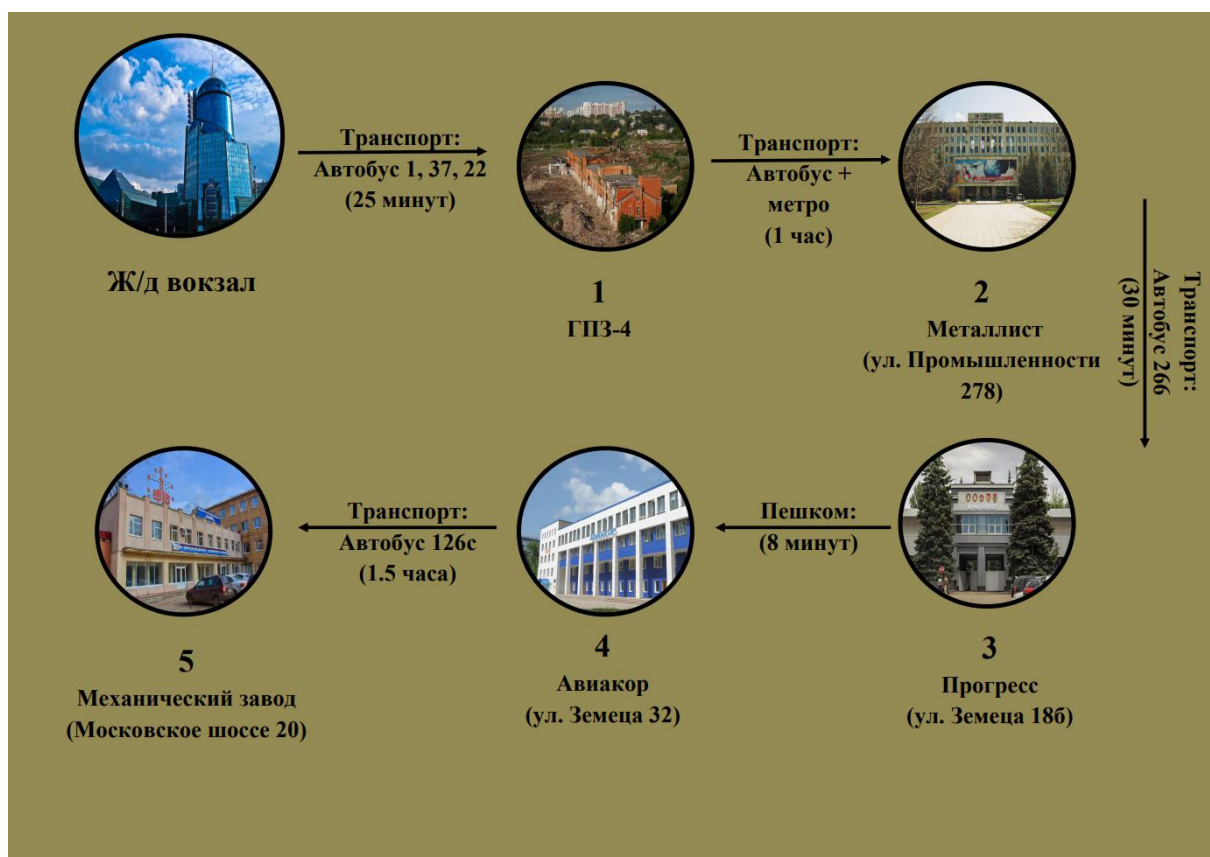 Ж/д вокзал
Транспорт:
Автобус 1, 37, 22
(25 минут)
1
ГПЗ-4
Транспорт:
Автобус +
метро
(1 час)
2
Металлист
(ул. Промышленности
278)
Транспорт:
Автобус 266
(30 минут)
3
Прогресс
(ул. Земеца 18б)
Пешком:
(8 минут)
4
Авиакор
(ул. Земеца 32)
Транспорт:
Автобус 126с
(1.5 часа)
5
Механический завод
(Московское шоссе 20)
АВИАКОР